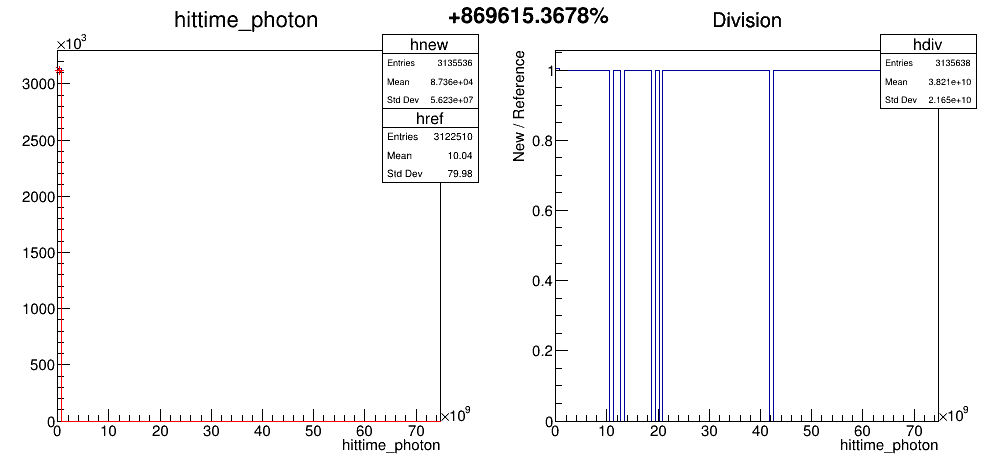 +869615.3678%
hittime_photon
×10³
hnew
Entries 3135536
Mean 8.736e+04
Std Dev 5.623e+07
href
Entries 3122510
Mean 10.04
Std Dev 79.98
3000
2500
2000
1500
1000
500
0
0 10 20 30 40 50 60 70
×10⁹
hittime_photon
Division
hdiv
Entries 3135638
Mean 3.821e+10
Std Dev 2.165e+10
New / Reference
1
0.8
0.6
0.4
0.2
0
0 10 20 30 40 50 60 70
×10⁹
hittime_photon